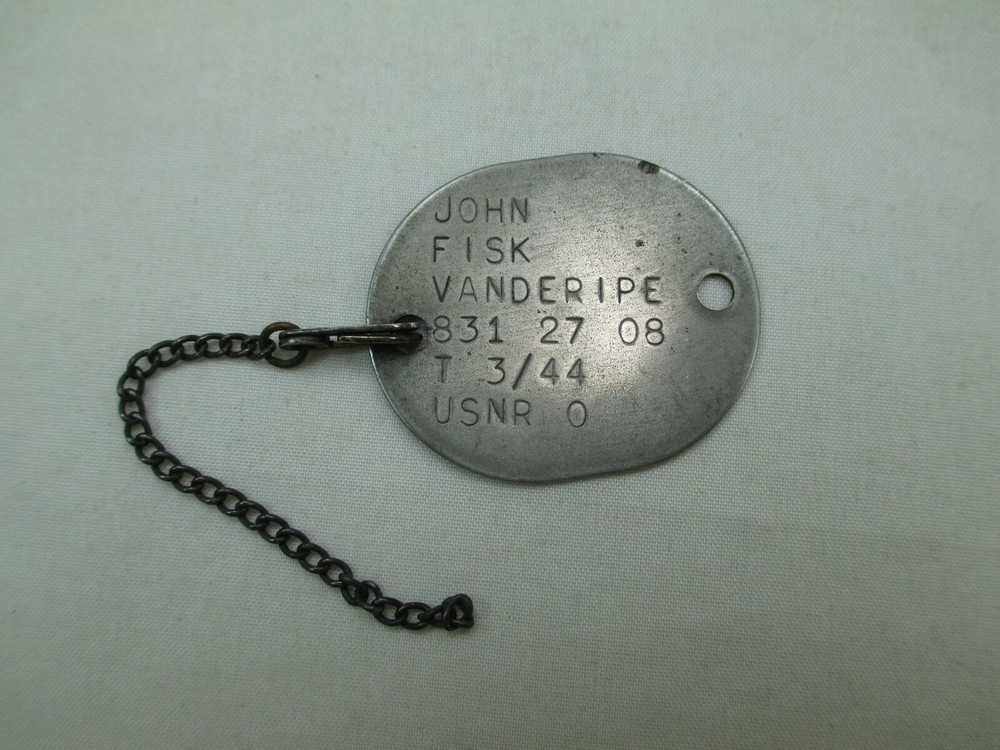 JOHN
FISK
VANDERIPE
831 27 08
T 3/44
USNR O